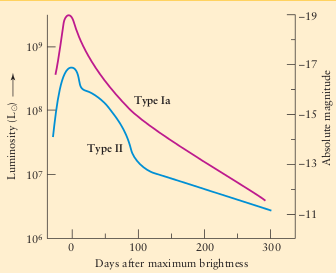 Luminosity (L☉) →
10⁹
10⁸
10⁷
10⁶
Type Ia
Type II
−19
−17
−15
−13
−11
Absolute magnitude
0 100 200 300
Days after maximum brightness